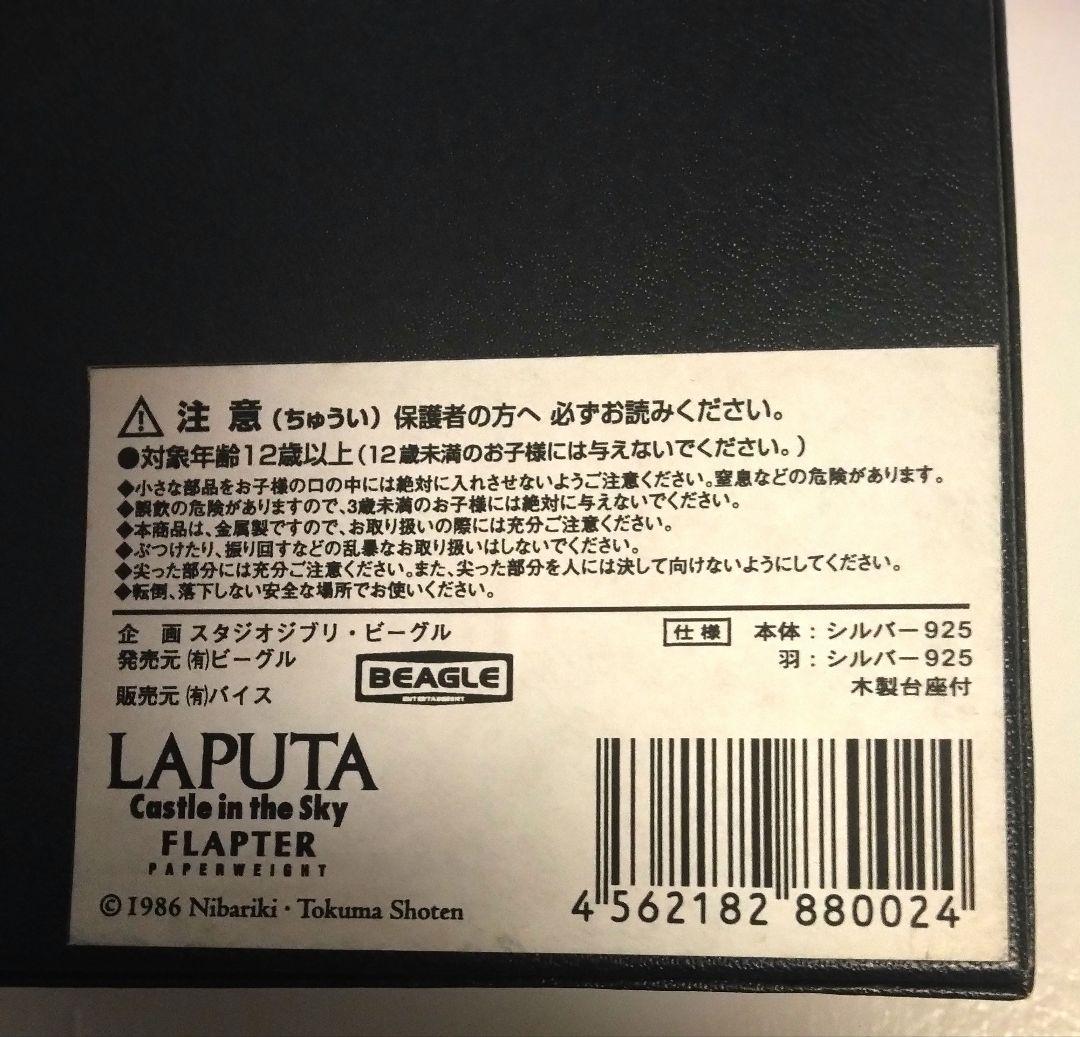 ⚠ 注 意 (ちゅうい) 保護者の方へ 必ずお読みください。
●対象年齢12歳以上(12歳未満のお子様には与えないでください。)
◆小さな部品をお子様の口の中には絶対に入れさせないようご注意ください。窒息などの危険があります。
◆誤飲の危険がありますので、3歳未満のお子様には絶対に与えないでください。
◆本商品は、金属製ですので、お取り扱いの際には充分ご注意ください。
◆ぶつけたり、振り回すなどの乱暴なお取り扱いはしないでください。
◆尖った部分には充分ご注意ください。また、尖った部分を人には決して向けないようにしてください。
◆転倒、落下しない安全な場所でお使いください。
企 画 スタジオジブリ・ビーグル
発売元 ㈲ビーグル
販売元 ㈲バイス
BEAGLE
ENTERTAINMENT
仕様 本体:シルバー925
羽:シルバー925
木製台座付
LAPUTA
Castle in the Sky
FLAPTER
PAPERWEIGHT
© 1986 Nibariki · Tokuma Shoten
4 562182 880024